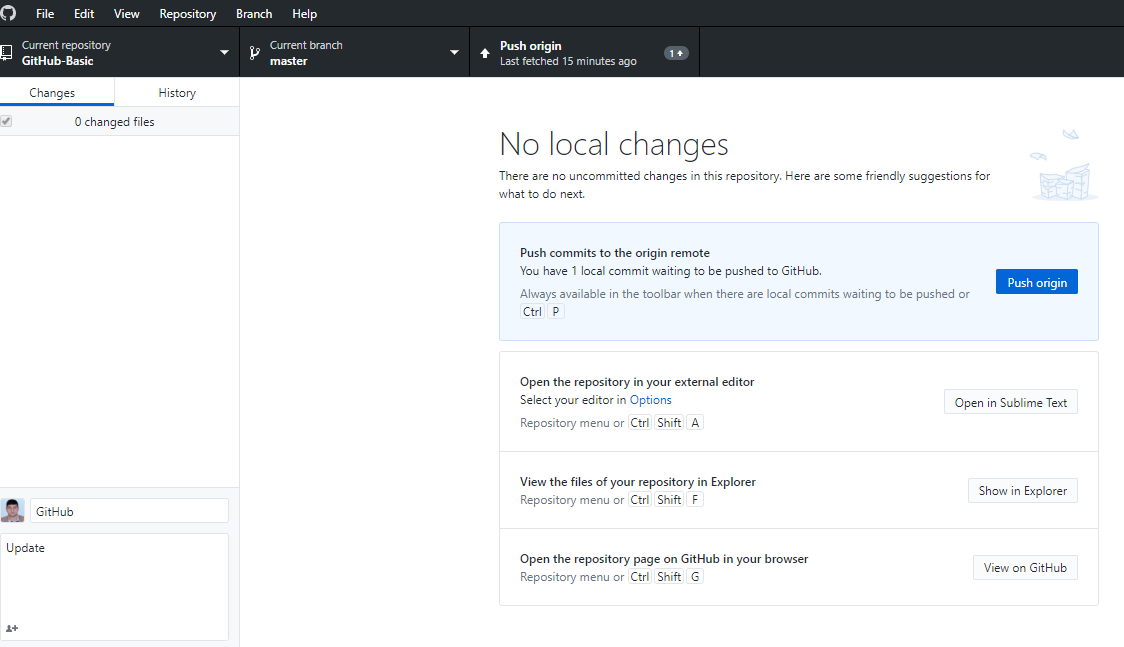 File Edit View Repository Branch Help
Current repository
GitHub-Basic
Current branch
master
Push origin
Last fetched 15 minutes ago
1
Changes History
0 changed files
No local changes
There are no uncommitted changes in this repository. Here are some friendly suggestions for
what to do next.
Push commits to the origin remote
You have 1 local commit waiting to be pushed to GitHub.
Always available in the toolbar when there are local commits waiting to be pushed or
Ctrl P
Push origin
Open the repository in your external editor
Select your editor in Options
Repository menu or Ctrl Shift A
Open in Sublime Text
View the files of your repository in Explorer
Repository menu or Ctrl Shift F
Show in Explorer
Open the repository page on GitHub in your browser
Repository menu or Ctrl Shift G
View on GitHub
GitHub
Update